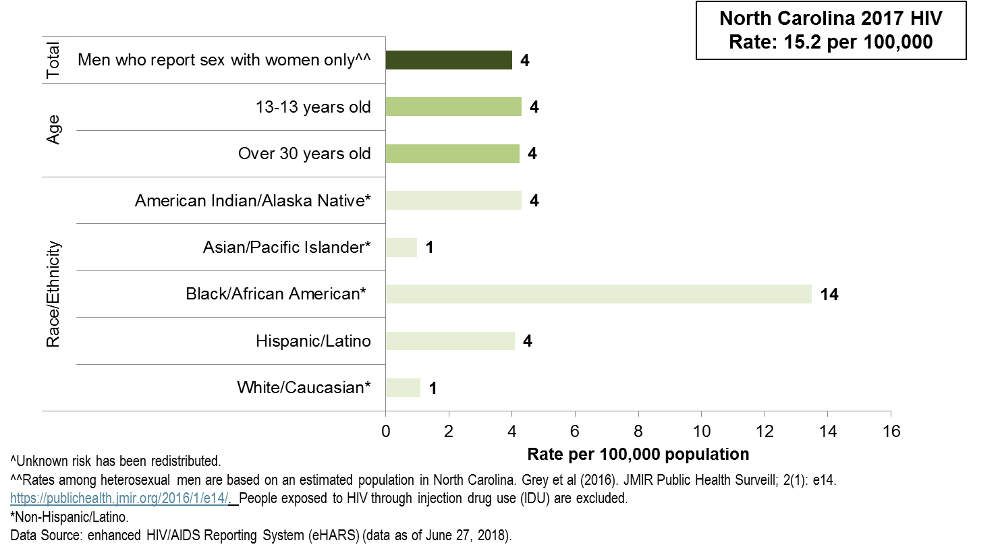 North Carolina 2017 HIV
Rate: 15.2 per 100,000
Total
Men who report sex with women only^^
4
Age
13-13 years old
4
Over 30 years old
4
Race/Ethnicity
American Indian/Alaska Native*
4
Asian/Pacific Islander*
1
Black/African American*
14
Hispanic/Latino
4
White/Caucasian*
1
0 2 4 6 8 10 12 14 16
Rate per 100,000 population
^Unknown risk has been redistributed.
^^Rates among heterosexual men are based on an estimated population in North Carolina. Grey et al (2016). JMIR Public Health Surveill; 2(1): e14.
https://publichealth.jmir.org/2016/1/e14/. People exposed to HIV through injection drug use (IDU) are excluded.
*Non-Hispanic/Latino.
Data Source: enhanced HIV/AIDS Reporting System (eHARS) (data as of June 27, 2018).